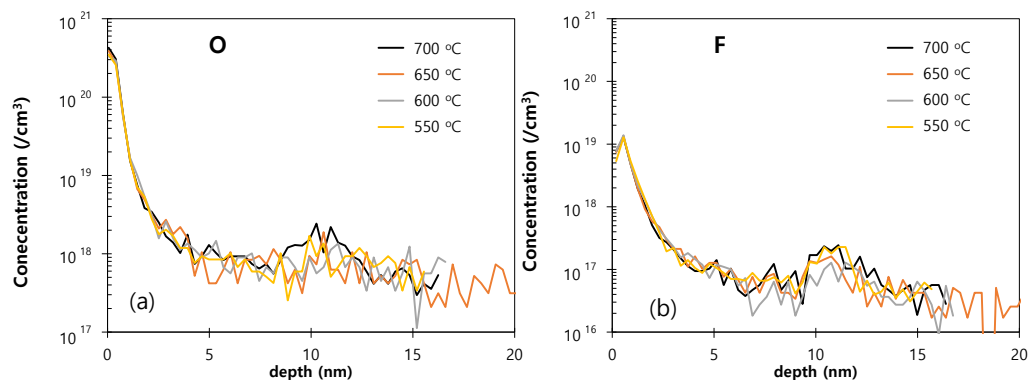 O
700 °C
650 °C
600 °C
550 °C
10 21
10 20
10 19
10 18
10 17
Conecentration (/cm3)
(a)
0
5
10
15
20
depth (nm)
F
700 °C
650 °C
600 °C
550 °C
10 21
10 20
10 19
10 18
10 17
10 16
Concentration (/cm3)
(b)
0
5
10
15
20
depth (nm)